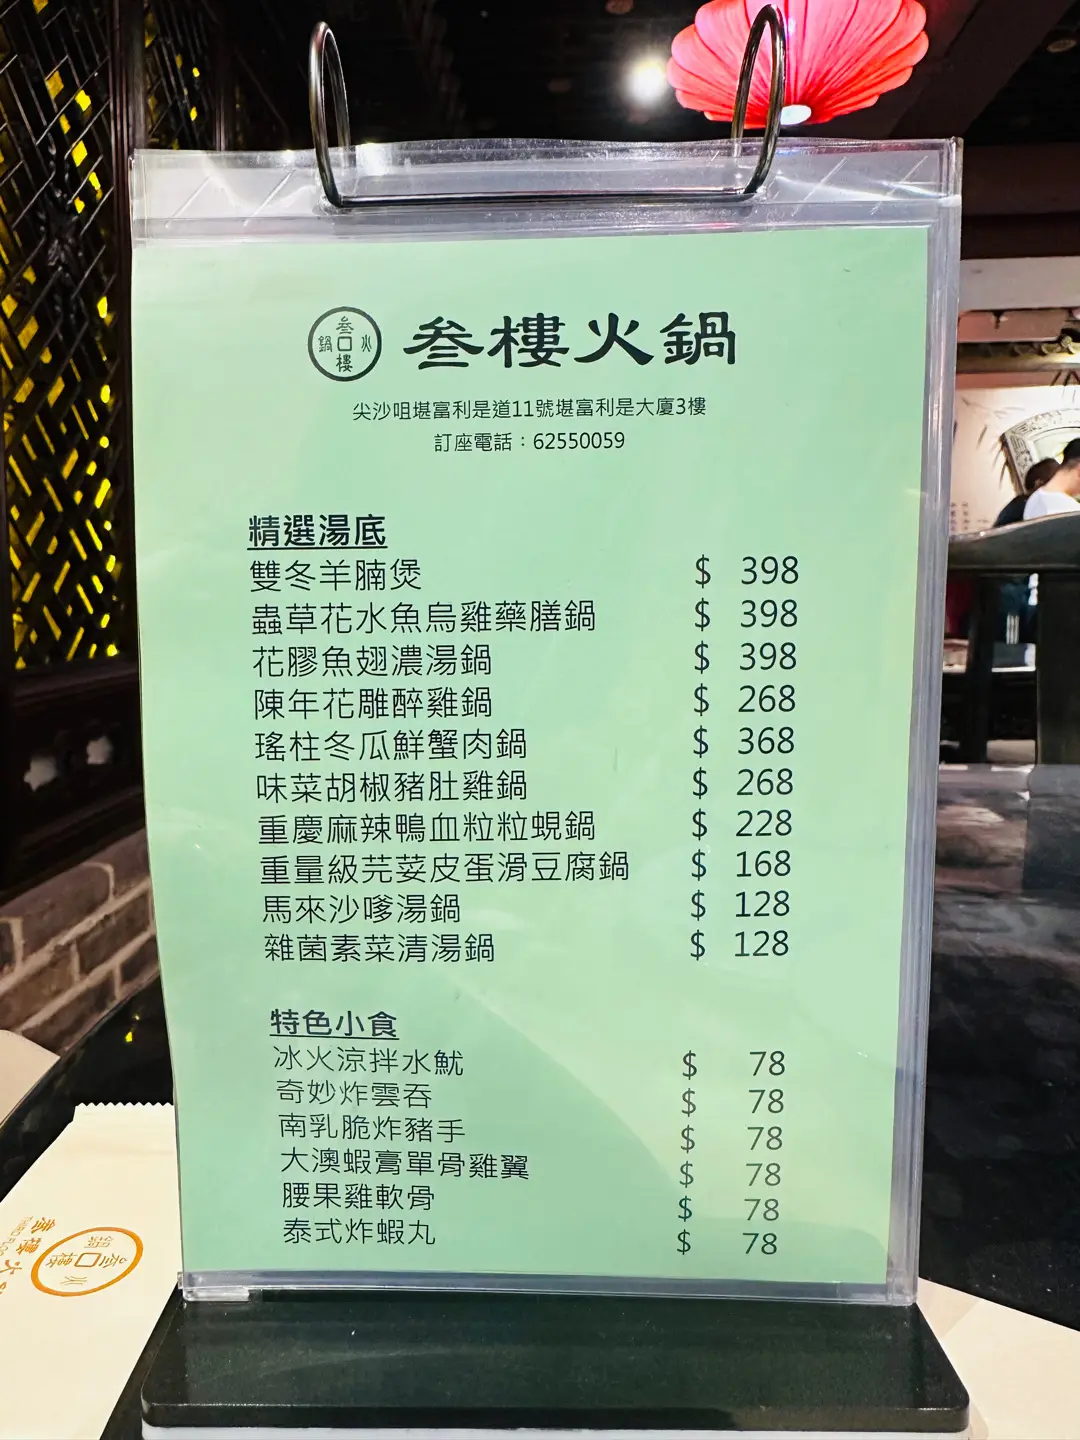 叁樓火鍋
叁樓火鍋
尖沙咀堪富利是道11號堪富利是大廈3樓
訂座電話：62550059
精選湯底
雙冬羊腩煲 $ 398
蟲草花水魚烏雞藥膳鍋 $ 398
花膠魚翅濃湯鍋 $ 398
陳年花雕醉雞鍋 $ 268
瑤柱冬瓜鮮蟹肉鍋 $ 368
味菜胡椒豬肚雞鍋 $ 268
重慶麻辣鴨血粒粒蜆鍋 $ 228
重量級芫荽皮蛋滑豆腐鍋 $ 168
馬來沙嗲湯鍋 $ 128
雜菌素菜清湯鍋 $ 128
特色小食
冰火涼拌水魷 $ 78
奇妙炸雲吞 $ 78
南乳脆炸豬手 $ 78
大澳蝦膏單骨雞翼 $ 78
腰果雞軟骨 $ 78
泰式炸蝦丸 $ 78
叁樓火鍋